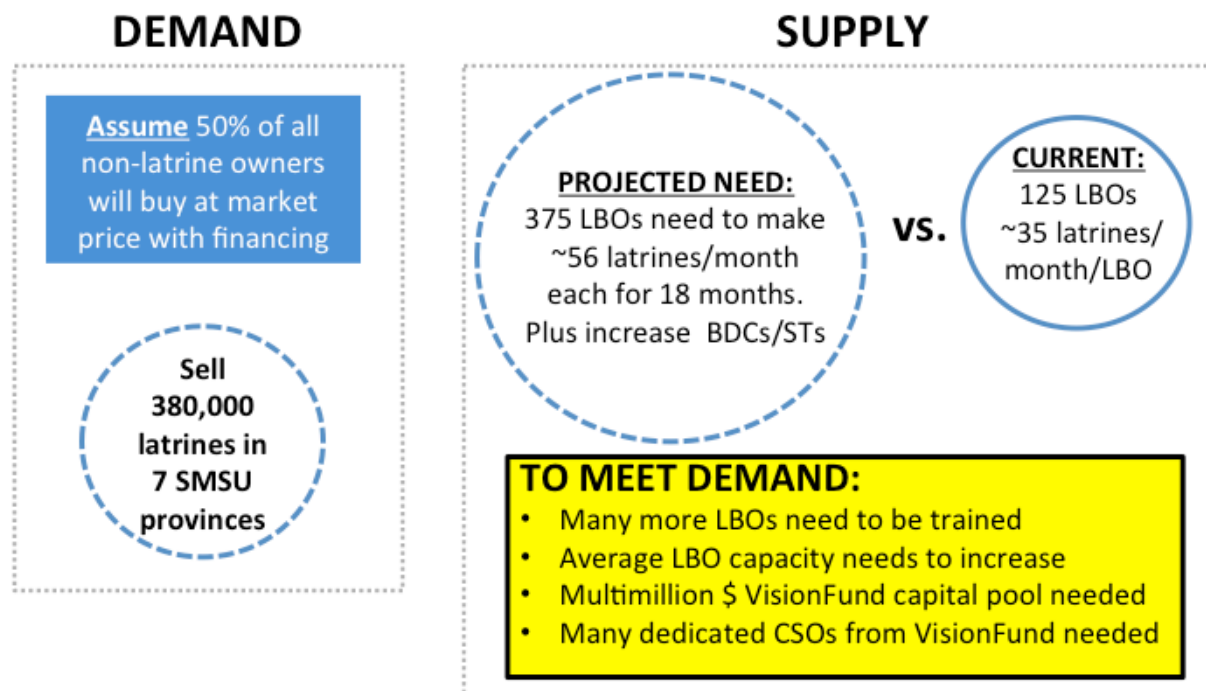 DEMAND
Assume 50% of all
non-latrine owners
will buy at market
price with financing
Sell
380,000
latrines in
7 SMSU
provinces
SUPPLY
PROJECTED NEED:
375 LBOs need to make
~56 latrines/month
each for 18 months.
Plus increase BDCs/STs
vs.
CURRENT:
125 LBOs
~35 latrines/
month/LBO
TO MEET DEMAND:
• Many more LBOs need to be trained
• Average LBO capacity needs to increase
• Multimillion $ VisionFund capital pool needed
• Many dedicated CSOs from VisionFund needed